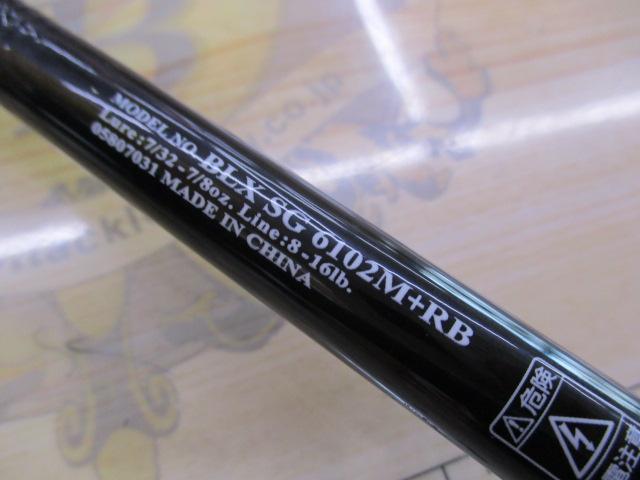 MODEL NO. BLX SG 6102M+RB
Lure:7/32-7/8oz. Line:8-16lb.
05807031 MADE IN CHINA
危険